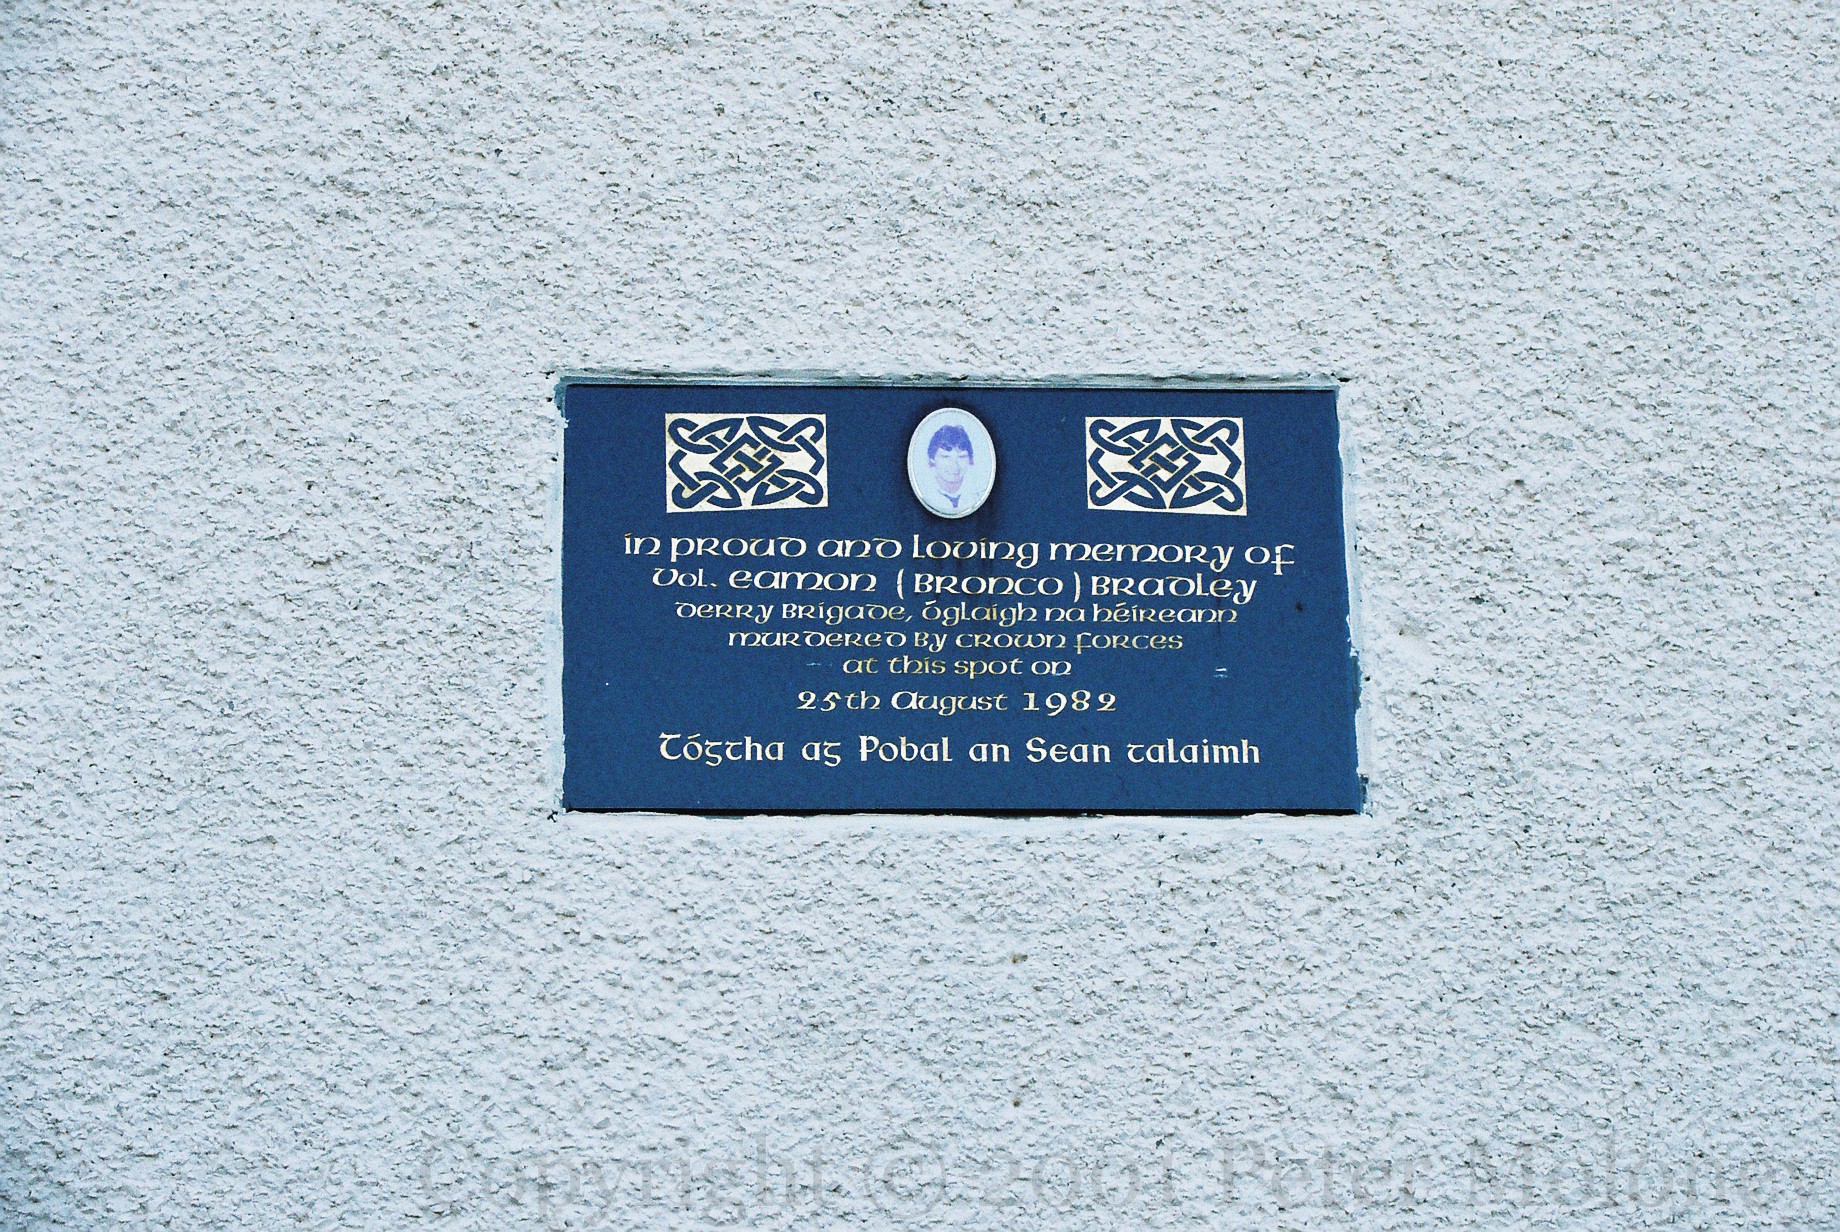 in proud and loving memory of
Vol. Eamon (Bronco) Bradley
Derry Brigade, Óglaigh na hÉireann
murdered by crown forces
at this spot on
25th August 1982
Tógtha ag Pobal an Sean talaimh
Copyright © 2001 Peter Moloney